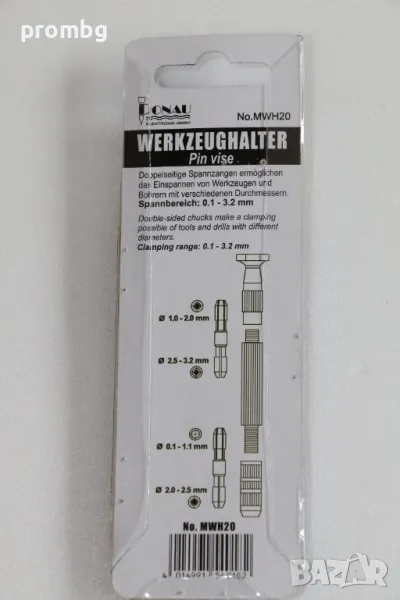 prombg
DONAU
ELEKTRONIK GMBH
No.MWH20
WERKZEUGHALTER
Pin vise
Doppelseitige Spannzangen ermöglichen
das Einspannen von Werkzeugen und
Bohrern mit verschiedenen Durchmessern.
Spannbereich: 0.1 - 3.2 mm
Double-sided chucks make a clamping
possible of tools and drills with different
diameters.
Clamping range: 0.1 - 3.2 mm
Ø 1.0 - 2.0 mm
Ø 2.5 - 3.2 mm
Ø 0.1 - 1.1 mm
Ø 2.0 - 2.5 mm
No. MWH20
BAZAR